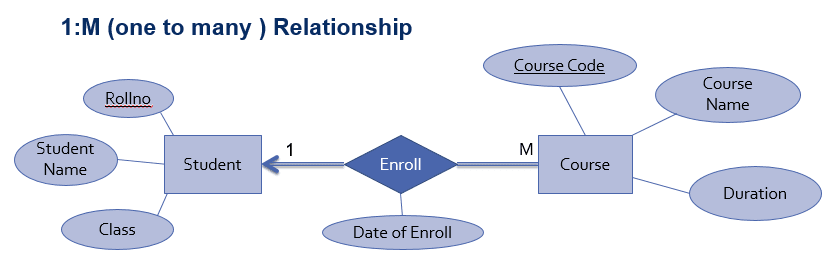 1:M (one to many ) Relationship
Course Code
Course
Name
Rollno
Student
Name
Student
1
Enroll
M
Course
Duration
Class
Date of Enroll